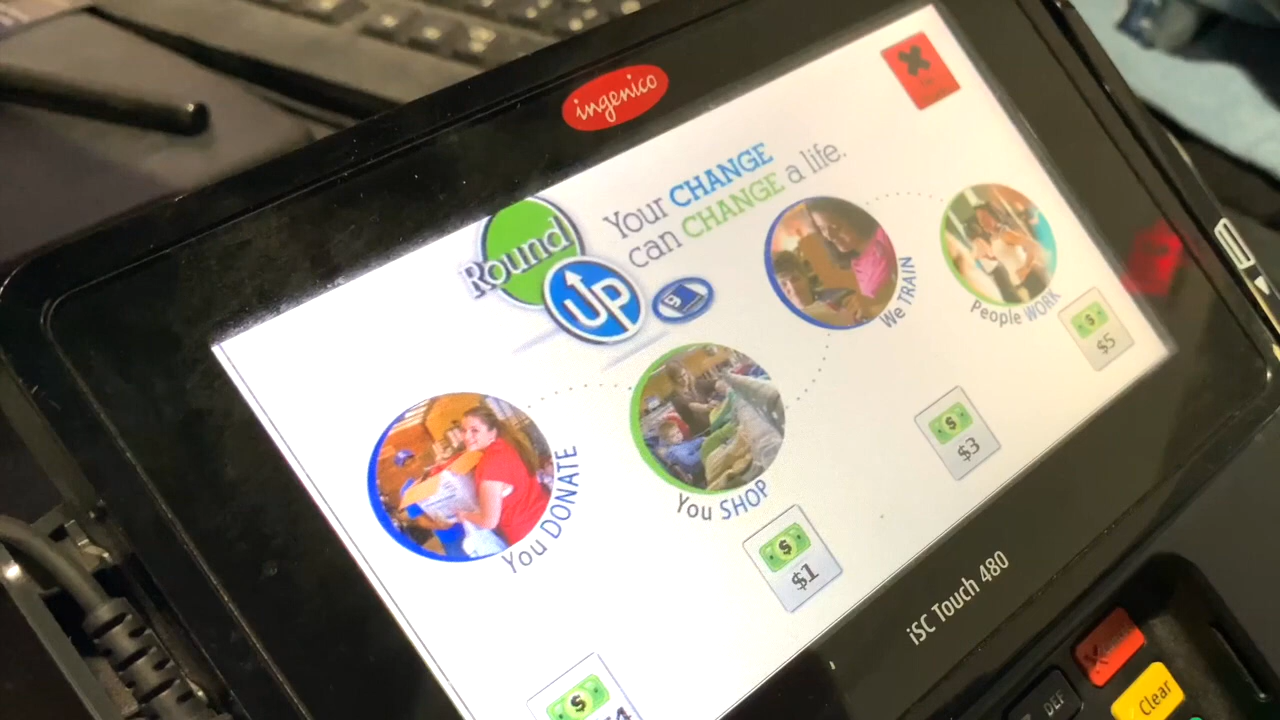 ingenico
Your CHANGE
can CHANGE a life.
Round
UP
We TRAIN
People WORK
$5
You DONATE
You SHOP
$3
$1
iSC Touch 480
DEF
Clear